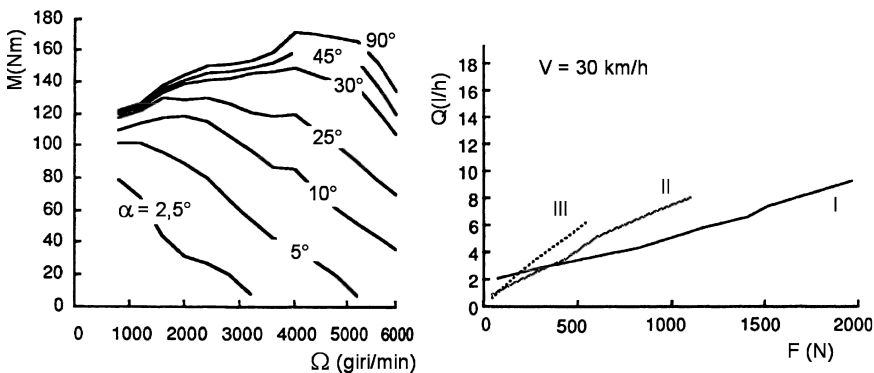 M(Nm)
180
160
140
120
100
80
60
40
20
0
90°
45°
30°
25°
10°
α = 2,5°
5°
0 1000 2000 3000 4000 5000 6000
Ω (giri/min)
Q(l/h)
18
16
14
12
10
8
6
4
2
0
V = 30 km/h
III
II
I
0 500 1000 1500 2000
F (N)